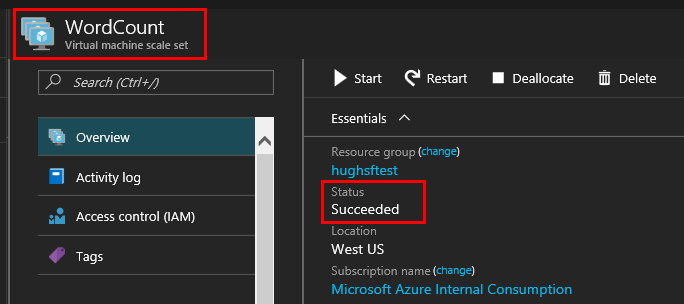 WordCount
Virtual machine scale set
Search (Ctrl+/)
Start Restart Deallocate Delete
Overview
Activity log
Access control (IAM)
Tags
Essentials
Resource group (change)
hughsftest
Status
Succeeded
Location
West US
Subscription name (change)
Microsoft Azure Internal Consumption